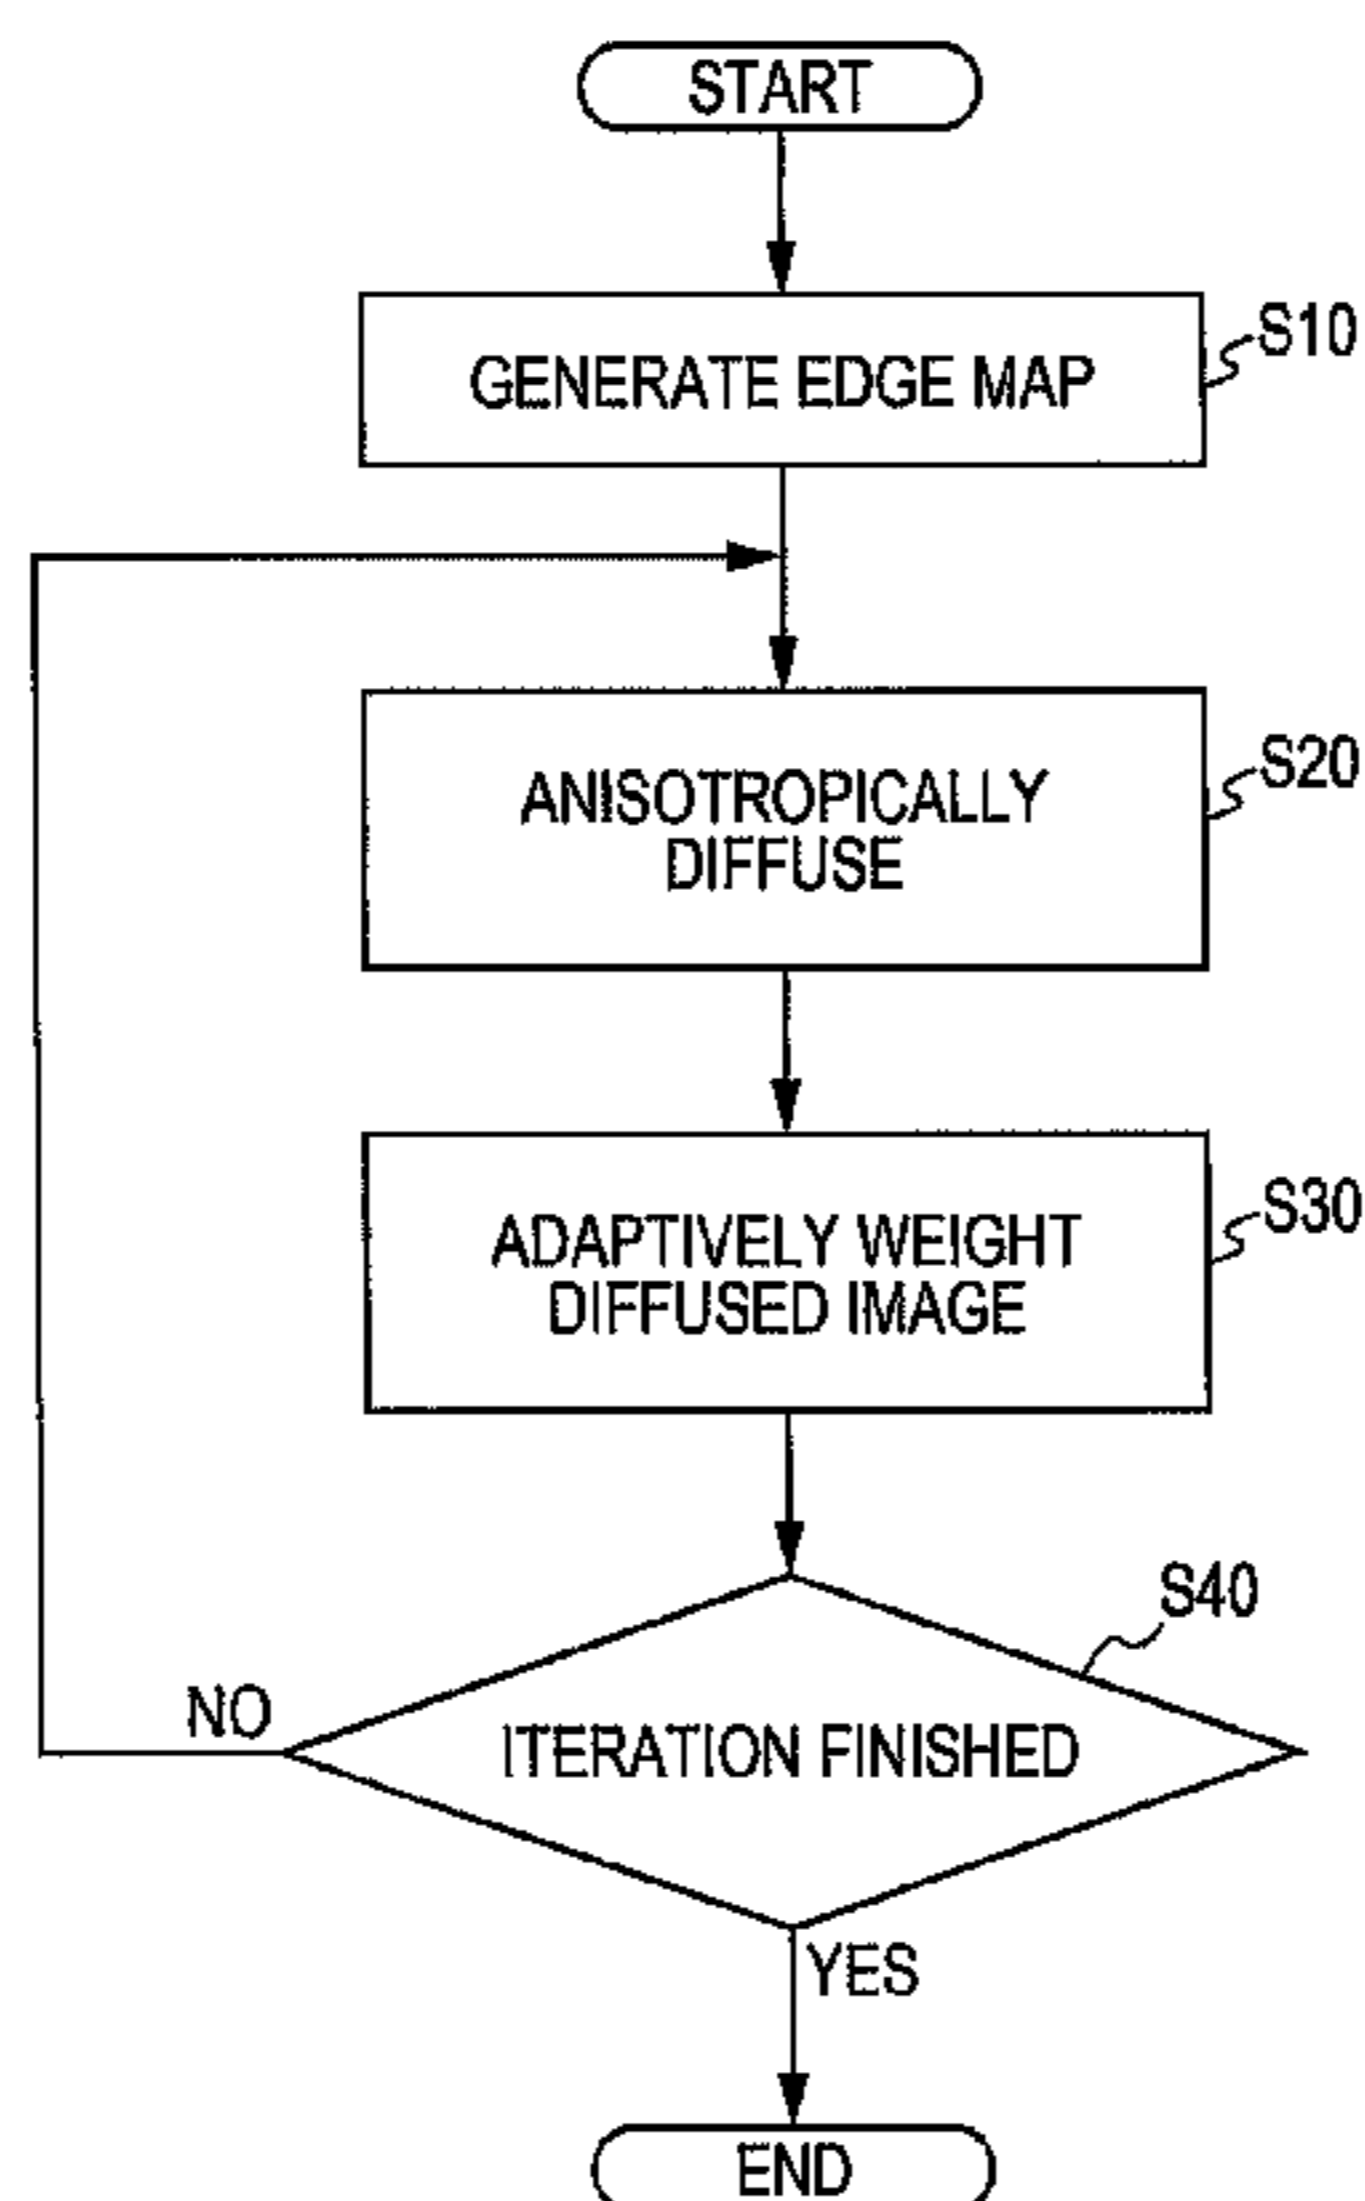 START
GENERATE EDGE MAP
S10
ANISOTROPICALLY
DIFFUSE
S20
ADAPTIVELY WEIGHT
DIFFUSED IMAGE
S30
S40
NO
ITERATION FINISHED
YES
END